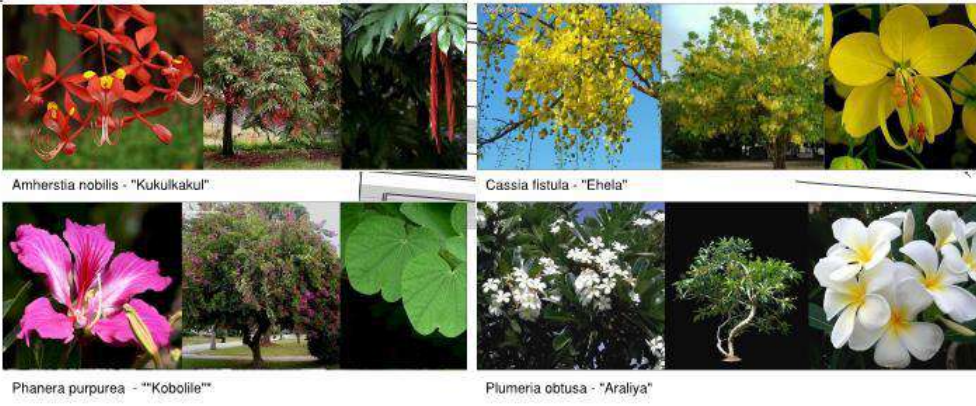 Amherstia nobilis - "Kukulkakul"
Cassia fistula - "Ehela"
Phanera purpurea - ""Kobolile""
Plumeria obtusa - "Araliya"